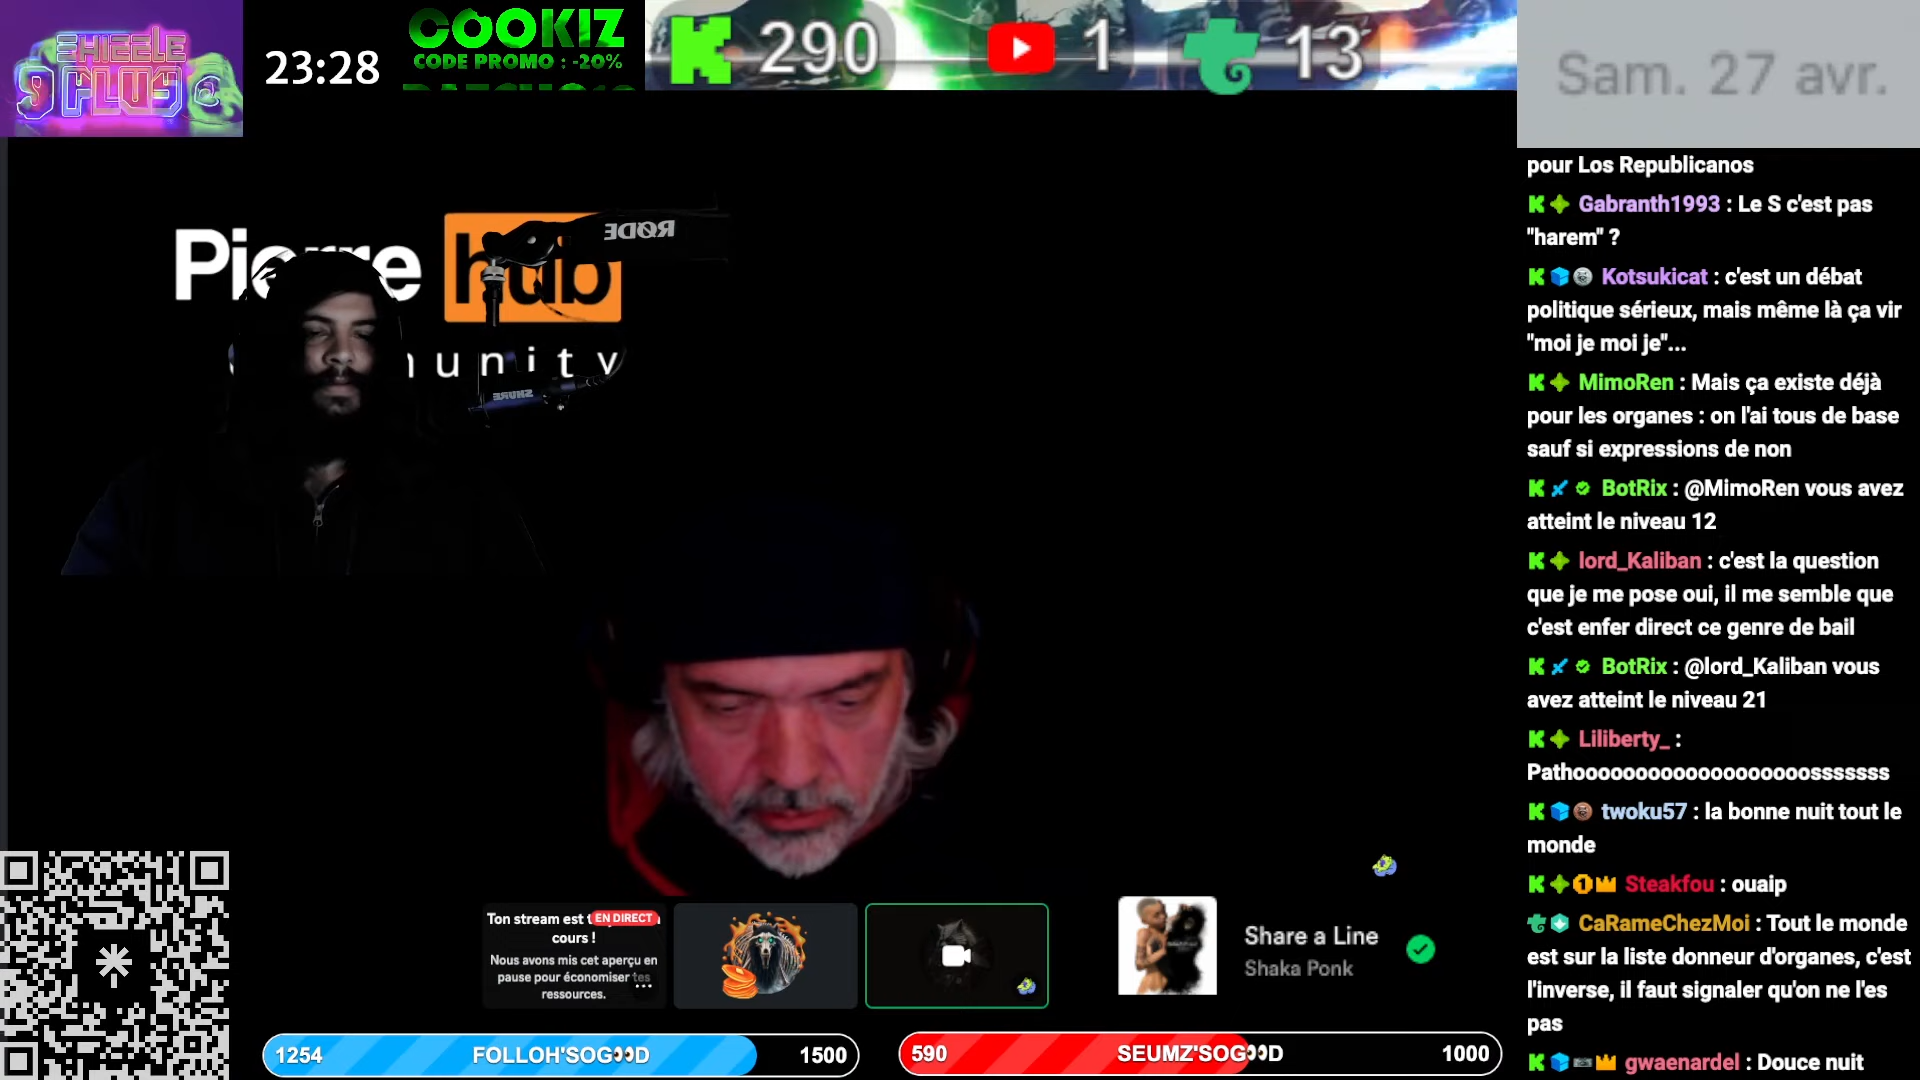 23:28
COOKIZ
CODE PROMO : -20%
290
1
13
Sam. 27 avr.
pour Los Republicanos
Gabranth1993 : Le S c'est pas
"harem" ?
Kotsukicat : c'est un débat
politique sérieux, mais même là ça vir
"moi je moi je"...
MimoRen : Mais ça existe déjà
pour les organes : on l'ai tous de base
sauf si expressions de non
BotRix : @MimoRen vous avez
atteint le niveau 12
lord_Kaliban : c'est la question
que je me pose oui, il me semble que
c'est enfer direct ce genre de bail
BotRix : @lord_Kaliban vous
avez atteint le niveau 21
Liliberty_ :
Pathooooooooooooooooooosssssss
twoku57 : la bonne nuit tout le
monde
Steakfou : ouaip
CaRameChezMoi : Tout le monde
est sur la liste donneur d'organes, c'est
l'inverse, il faut signaler qu'on ne l'es
pas
gwaenardel : Douce nuit
hub
RØDE
SHURE
Ton stream est
EN DIRECT
cours !
Nous avons mis cet aperçu en
pause pour économiser tes
ressources.
Share a Line
Shaka Ponk
1254 FOLLOH'SOG👀D 1500
590 SEUMZ'SOG👀D 1000